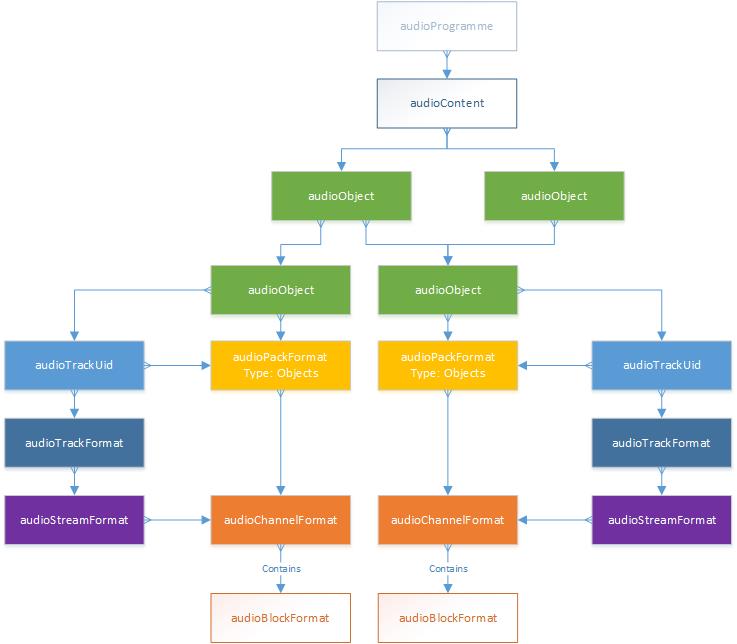 audioProgramme
audioContent
audioObject
audioObject
audioObject
audioObject
audioTrackUid
audioPackFormat
Type: Objects
audioPackFormat
Type: Objects
audioTrackUid
audioTrackFormat
audioTrackFormat
audioStreamFormat
audioChannelFormat
audioChannelFormat
audioStreamFormat
Contains
Contains
audioBlockFormat
audioBlockFormat